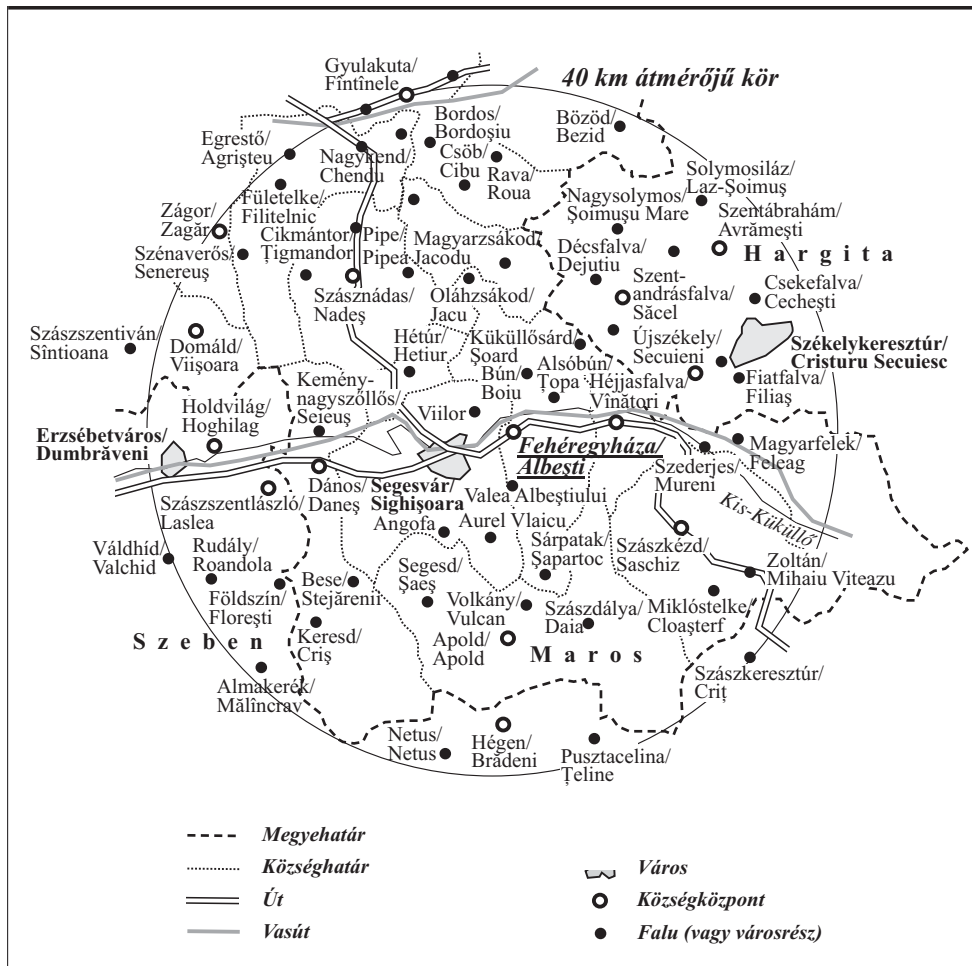 Gyulakuta/
Fîntînele
40 km átmérőjű kör
Bordos/
Bordoşiu
Bözöd/
Bezid
Egrestő/
Agrişteu
Nagykend/
Chendu
Csöb/
Cibu
Rava/
Roua
Solymosiláz/
Laz-Şoimuş
Fületelke/
Filitelnic
Nagysolymos/
Şoimuşu Mare
Szentábrahám/
Avrămeşti
Zágor/
Zagăr
Cikmántor/
Ţigmandor
Pipe/
Pipea
Magyarzsákod/
Jacodu
Décsfalva/
Dejutiu
Hargita
Szénaverős/
Senereuş
Szent-
andrásfalva/
Săcel
Csekefalva/
Cecheşti
Szásznádas/
Nadeş
Oláhzsákod/
Jacu
Szászszentiván/
Sîntioana
Domáld/
Viişoara
Hétúr/
Hetiur
Küküllősárd/
Şoard
Újszékely/
Secuieni
Székelykeresztúr/
Cristuru Secuiesc
Bún/
Boiu
Alsóbún/
Ţopa
Héjjasfalva/
Vînători
Fiatfalva/
Filiaş
Kemény-
nagyszőllős/
Seieuş
Holdvilág/
Hoghilag
Viilor
Erzsébetváros/
Dumbrăveni
Fehéregyháza/
Albeşti
Magyarfelek/
Feleag
Szederjes/
Mureni
Szászszentlászló/
Laslea
Dános/
Daneş
Segesvár/
Sighişoara
Valea Albeştiului
Kis-Küküllő
Angofa
Aurel Vlaicu
Sárpatak/
Şapartoc
Szászkézd/
Saschiz
Váldhíd/
Valchid
Rudály/
Roandola
Zoltán/
Mihaiu Viteazu
Földszín/
Floreşti
Bese/
Stejărenii
Segesd/
Şaeş
Volkány/
Vulcan
Szászdálya/
Daia
Miklóstelke/
Cloaşterf
Szeben
Keresd/
Criş
Apold/
Apold
Maros
Almakerék/
Mălîncrav
Szászkeresztúr/
Criţ
Netus/
Netus
Hégen/
Brădeni
Pusztacelina/
Ţeline
Megyehatár
Községhatár
Út
Vasút
Város
Községközpont
Falu (vagy városrész)